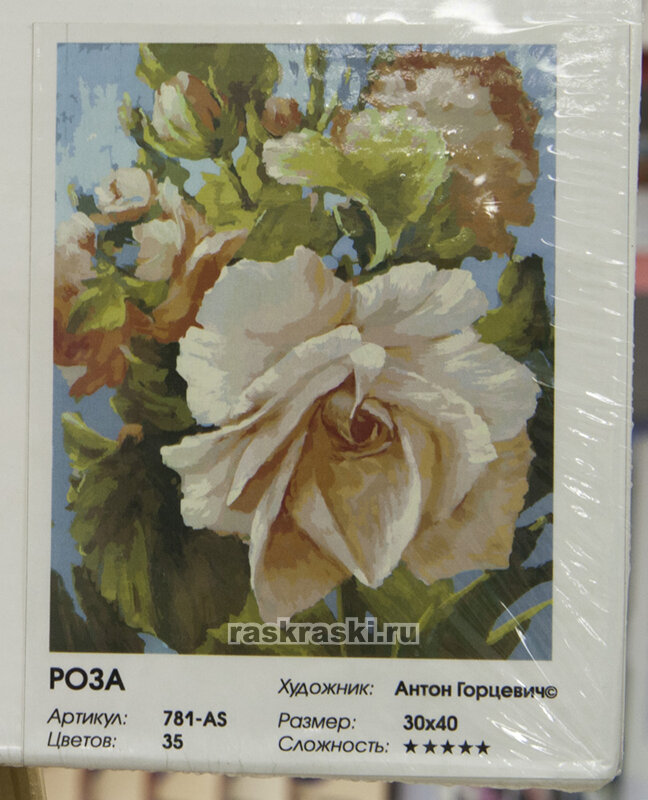 raskraski.ru
РОЗА
Художник: Антон Горцевич©
Артикул: 781-AS Размер: 30x40
Цветов: 35 Сложность: ★★★★★